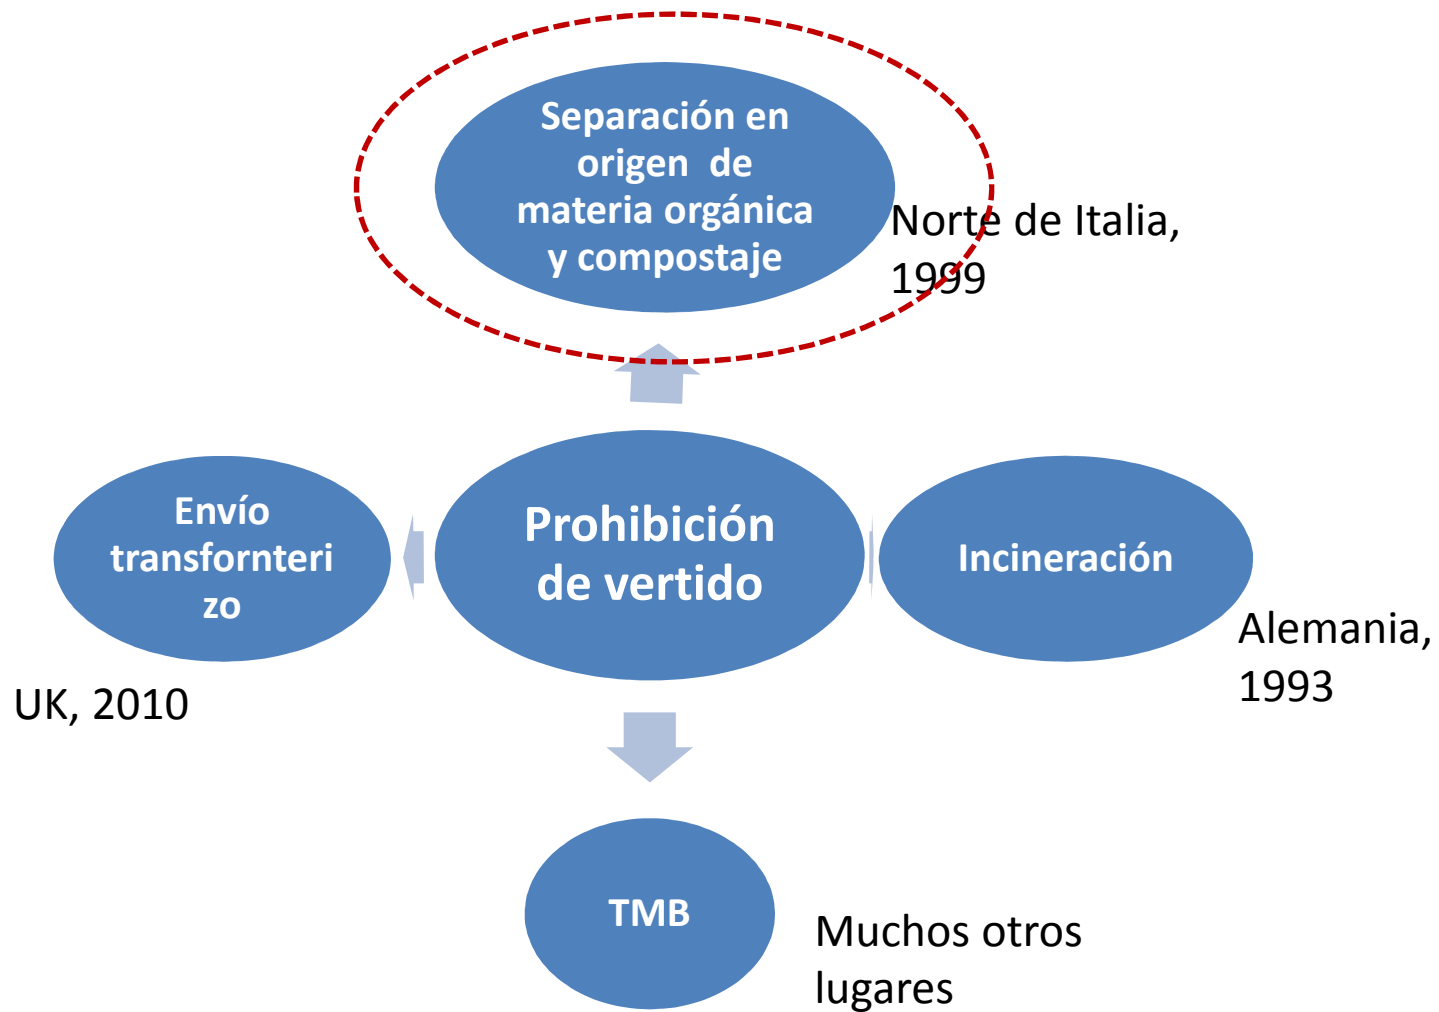 Separación en
origen de
materia orgánica
y compostaje
Norte de Italia,
1999
Envío
transfornteri
zo
Prohibición
de vertido
Incineración
Alemania,
1993
UK, 2010
TMB
Muchos otros
lugares